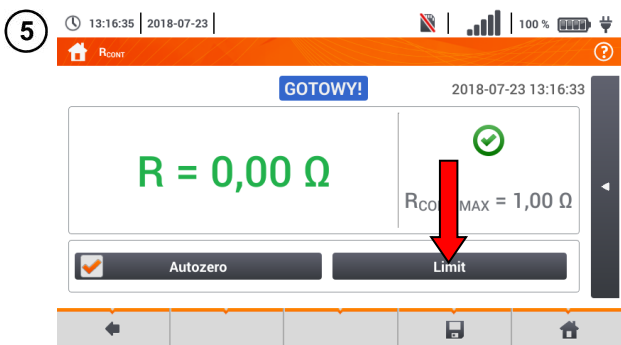 5
13:16:35 2018-07-23 100 %
RCONT
GOTOWY! 2018-07-23 13:16:33
R = 0,00 Ω
RCO MAX = 1,00 Ω
Autozero Limit